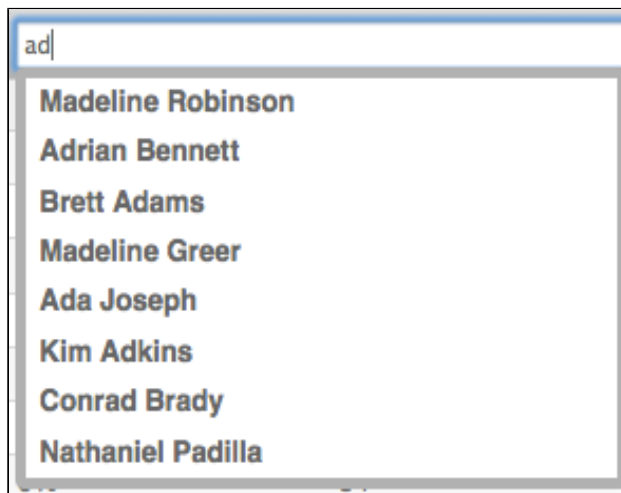 ad
Madeline Robinson
Adrian Bennett
Brett Adams
Madeline Greer
Ada Joseph
Kim Adkins
Conrad Brady
Nathaniel Padilla